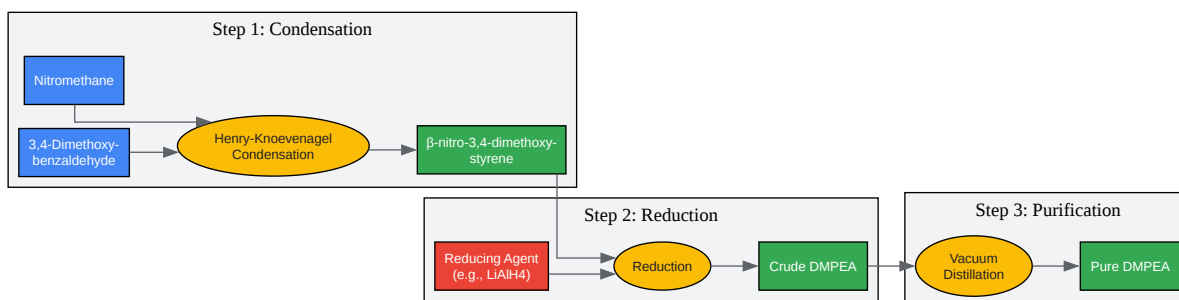 Step 1: Condensation
Nitromethane
3,4-Dimethoxy-
benzaldehyde
Henry-Knoevenagel
Condensation
β-nitro-3,4-dimethoxy-
styrene
Step 2: Reduction
Reducing Agent
(e.g., LiAlH4)
Reduction
Crude DMPEA
Step 3: Purification
Vacuum
Distillation
Pure DMPEA